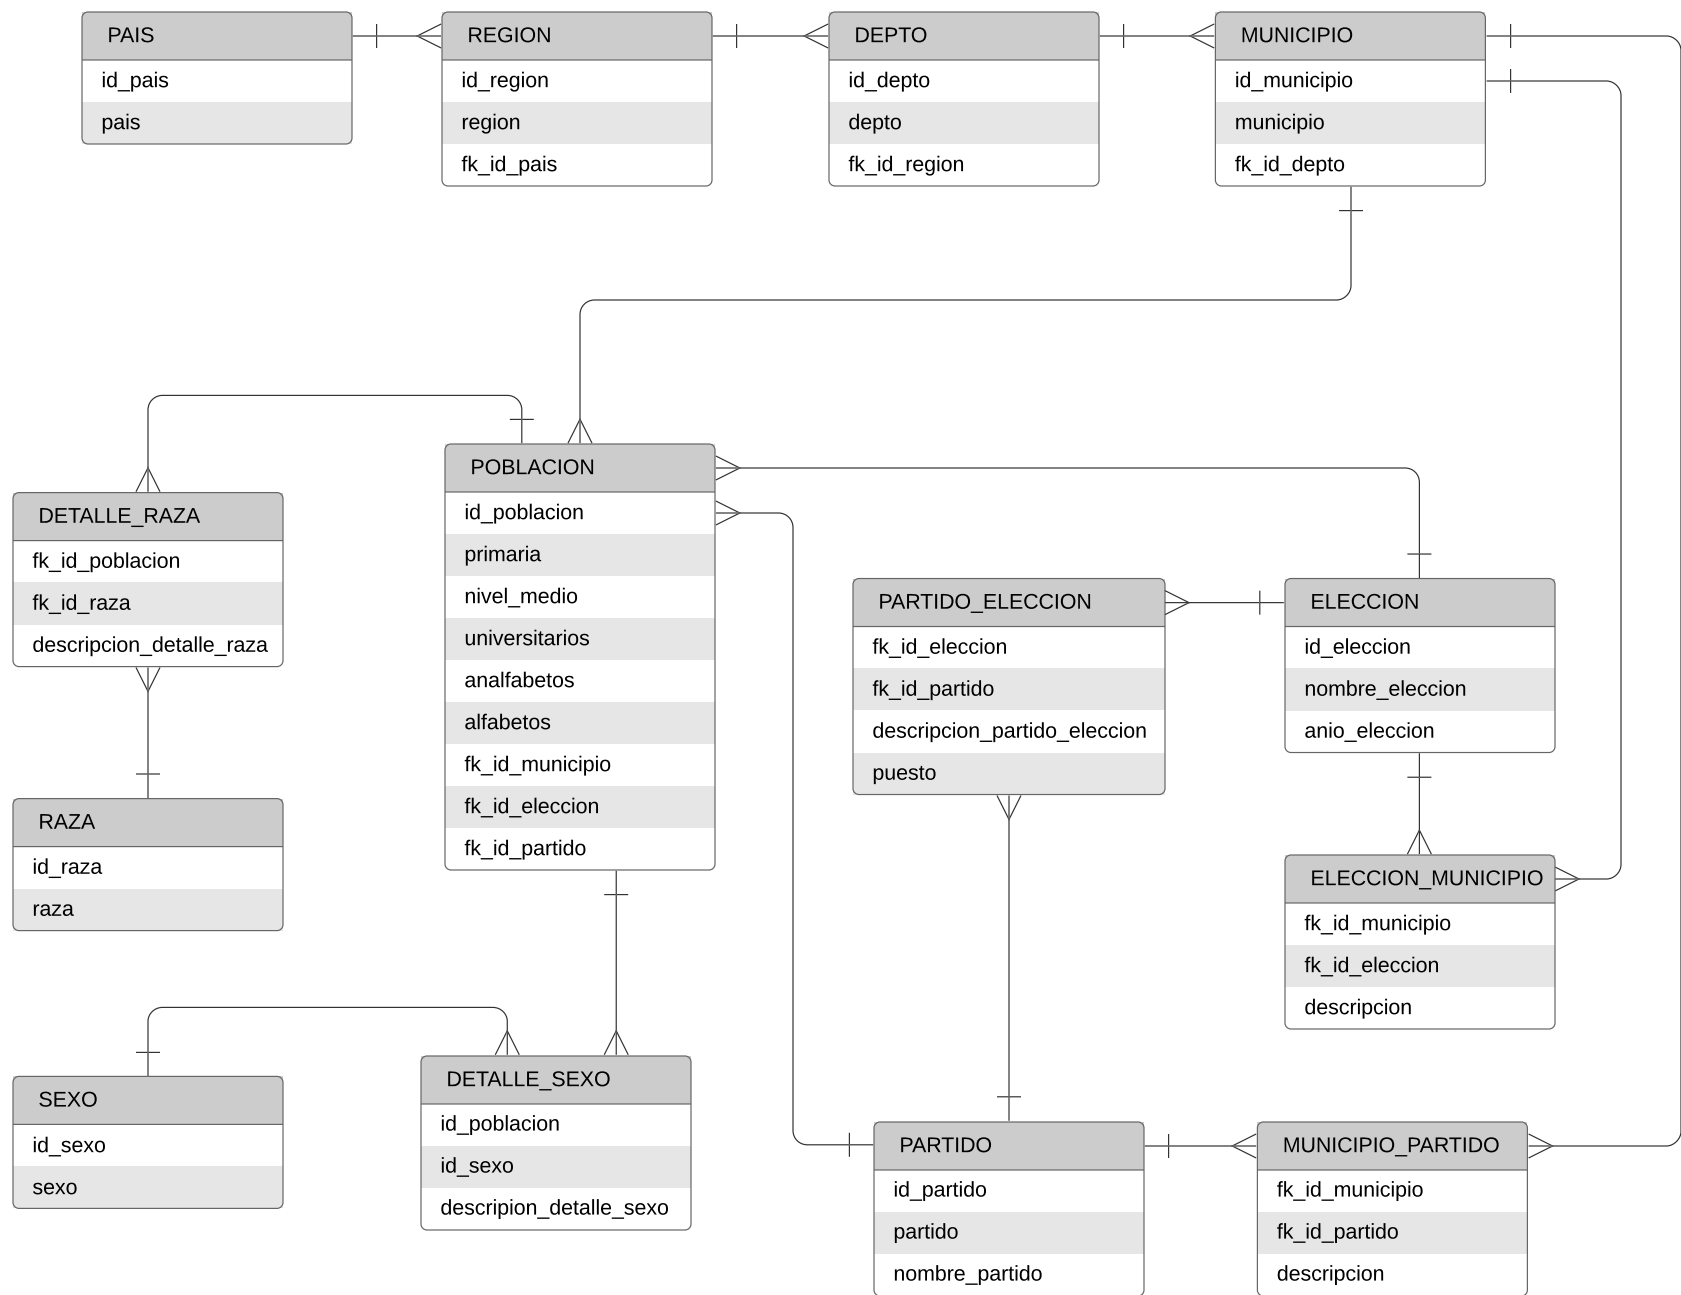 PAIS
id_pais
pais
REGION
id_region
region
fk_id_pais
DEPTO
id_depto
depto
fk_id_region
MUNICIPIO
id_municipio
municipio
fk_id_depto
DETALLE_RAZA
fk_id_poblacion
fk_id_raza
descripcion_detalle_raza
POBLACION
id_poblacion
primaria
nivel_medio
universitarios
analfabetos
alfabetos
fk_id_municipio
fk_id_eleccion
fk_id_partido
PARTIDO_ELECCION
fk_id_eleccion
fk_id_partido
descripcion_partido_eleccion
puesto
ELECCION
id_eleccion
nombre_eleccion
anio_eleccion
RAZA
id_raza
raza
ELECCION_MUNICIPIO
fk_id_municipio
fk_id_eleccion
descripcion
SEXO
id_sexo
sexo
DETALLE_SEXO
id_poblacion
id_sexo
descripion_detalle_sexo
PARTIDO
id_partido
partido
nombre_partido
MUNICIPIO_PARTIDO
fk_id_municipio
fk_id_partido
descripcion